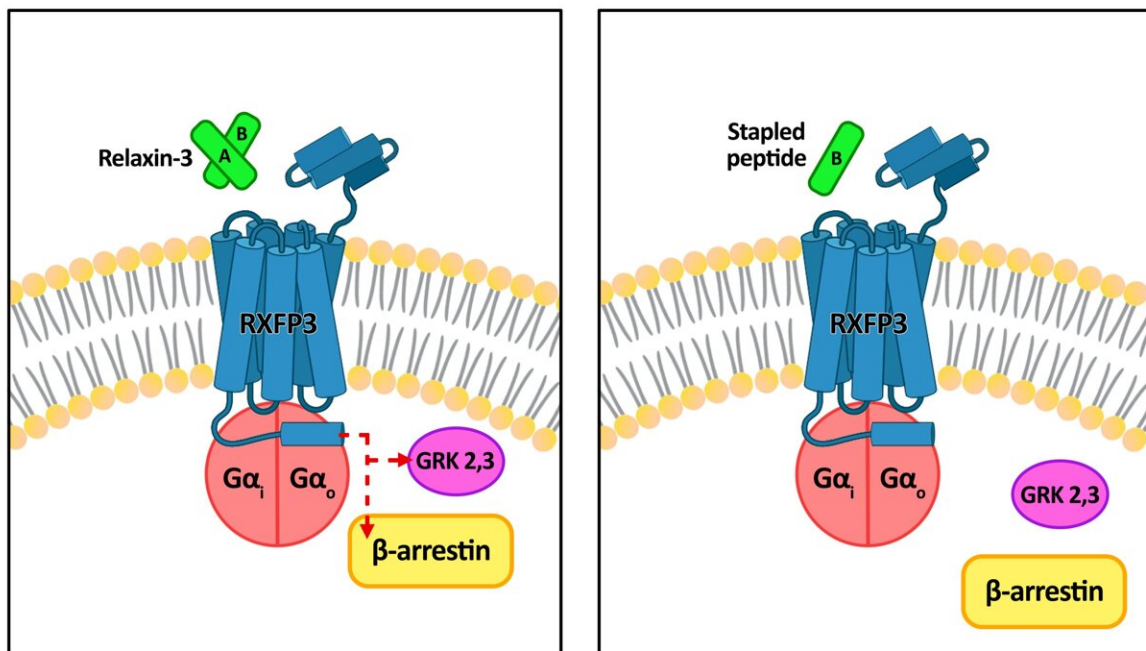 B
A
Relaxin-3
RXFP3
Gαi
Gαo
GRK 2,3
β-arrestin
Stapled
peptide
B
RXFP3
Gαi
Gαo
GRK 2,3
β-arrestin